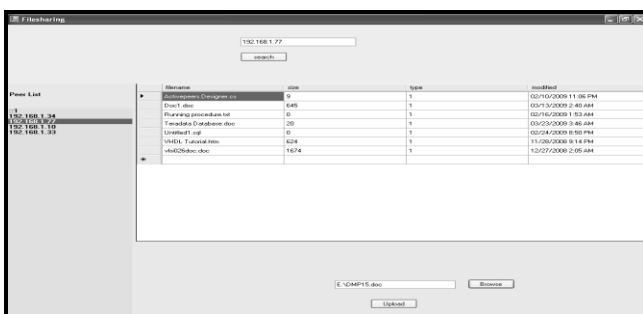 Filesharing
192.168.1.77
search
Peer List
::1
192.168.1.34
192.168.1.77
192.168.1.10
192.168.1.33
filename size type modified
Activepeers.Designer.cs 9 1 02/10/2009 11:06 PM
Doc1.doc 645 1 03/13/2009 2:40 AM
Running procedure.txt 0 1 02/16/2009 1:53 AM
Teradata Database.doc 28 1 03/23/2009 3:46 AM
Untitled1.sql 0 1 02/24/2009 8:50 PM
VHDL Tutorial.htm 624 1 11/28/2008 9:14 PM
vlsi026doc.doc 1674 1 12/27/2008 2:05 AM
E:\DMP15.doc
Browse
Upload